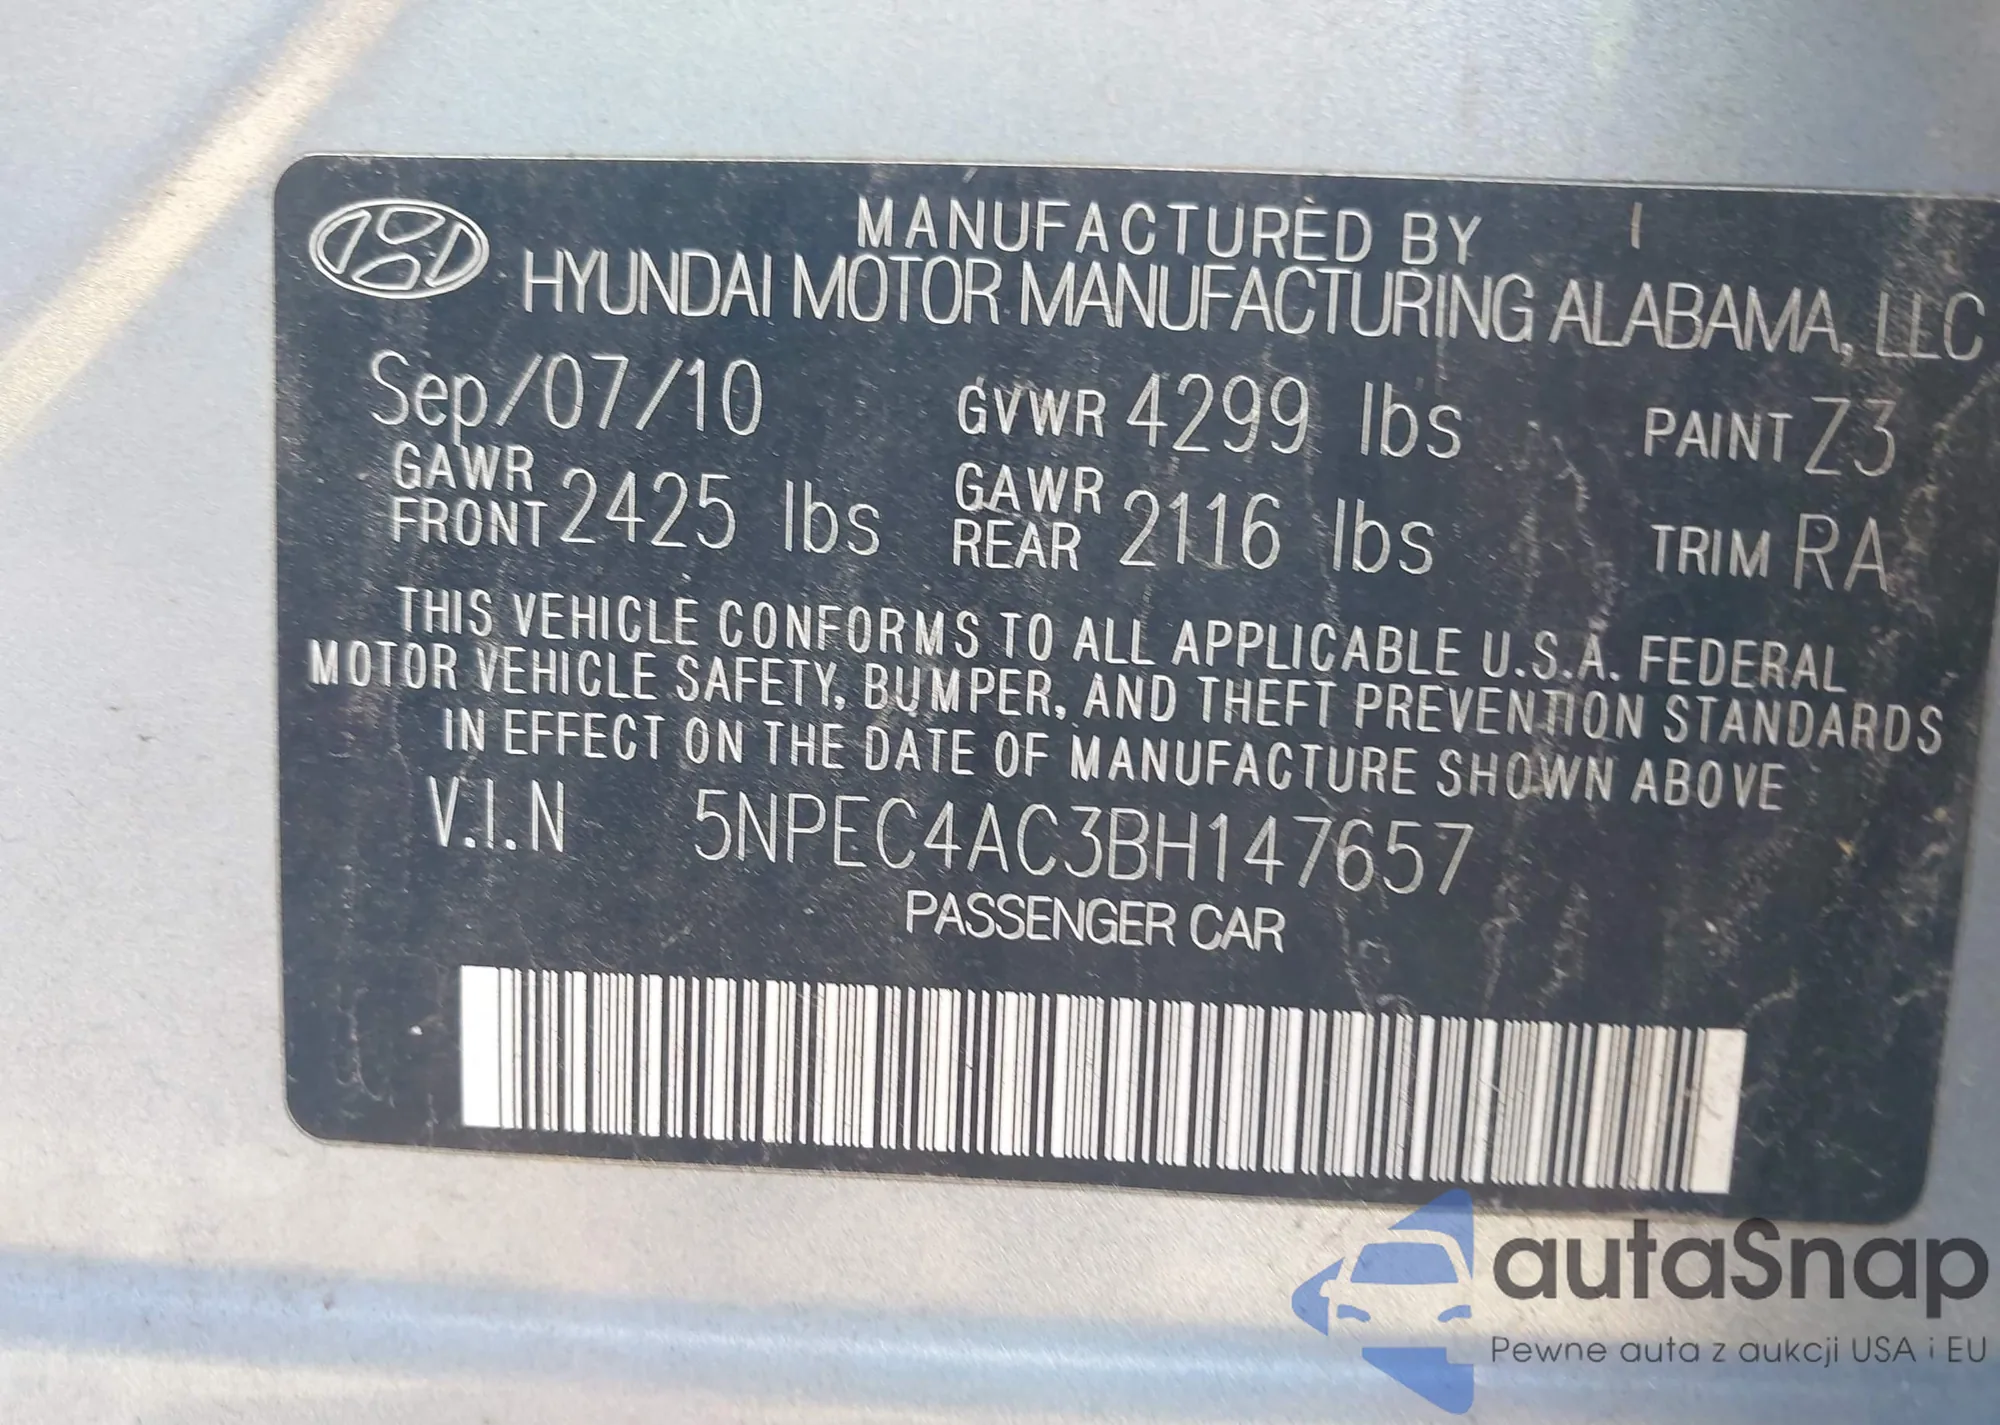 MANUFACTURED BY
HYUNDAI MOTOR MANUFACTURING ALABAMA, LLC
Sep/07/10 GVWR 4299 lbs PAINT Z3
GAWR FRONT 2425 lbs GAWR REAR 2116 lbs TRIM RA
THIS VEHICLE CONFORMS TO ALL APPLICABLE U.S.A. FEDERAL
MOTOR VEHICLE SAFETY, BUMPER, AND THEFT PREVENTION STANDARDS
IN EFFECT ON THE DATE OF MANUFACTURE SHOWN ABOVE
V.I.N 5NPEC4AC3BH147657
PASSENGER CAR
autaSnap
Pewne auta z aukcji USA i EU